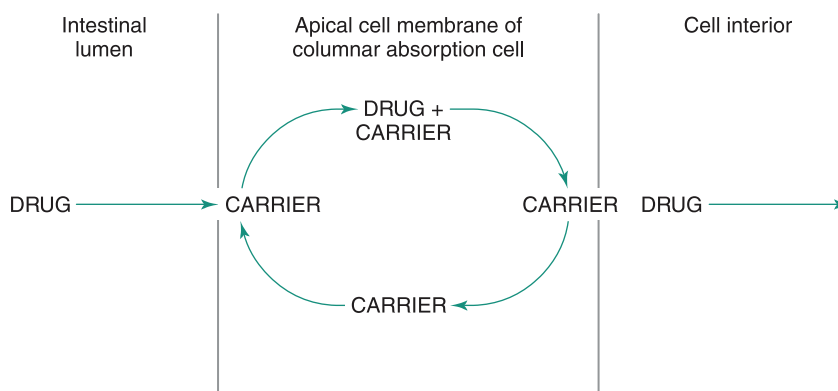 Intestinal
lumen
Apical cell membrane of
columnar absorption cell
Cell interior
DRUG +
CARRIER
DRUG
CARRIER
CARRIER
DRUG
CARRIER